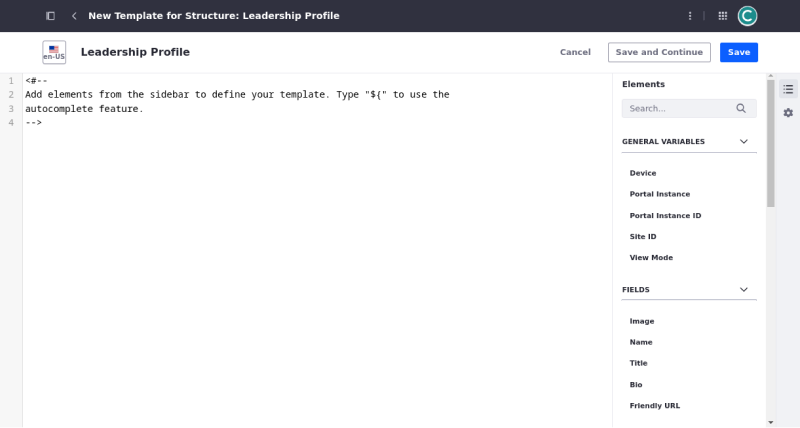 New Template for Structure: Leadership Profile
C
en-US
Leadership Profile
Cancel
Save and Continue
Save
1 <#--
2 Add elements from the sidebar to define your template. Type "${" to use the
3 autocomplete feature.
4 -->
Elements
Search...
GENERAL VARIABLES
Device
Portal Instance
Portal Instance ID
Site ID
View Mode
FIELDS
Image
Name
Title
Bio
Friendly URL